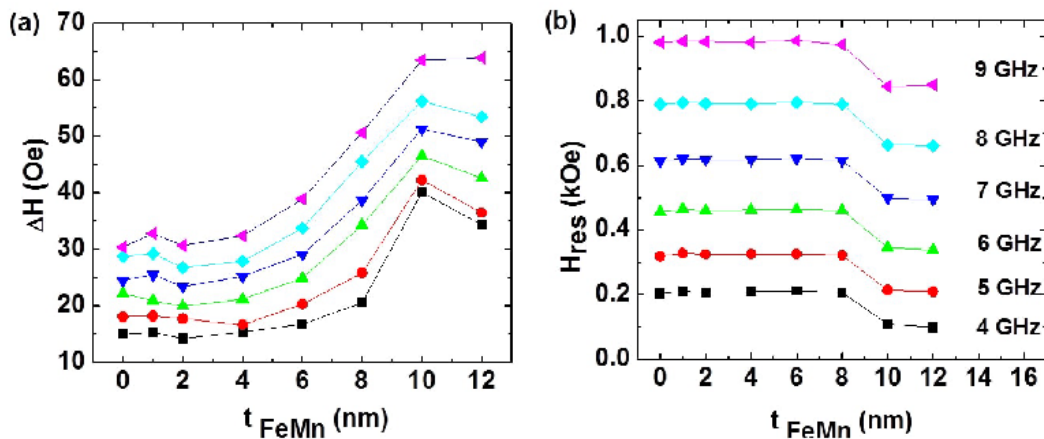 (a)
70
60
50
40
30
20
10
ΔH (Oe)
0 2 4 6 8 10 12
t FeMn (nm)
(b)
1.0
0.8
0.6
0.4
0.2
0.0
H res (kOe)
9 GHz
8 GHz
7 GHz
6 GHz
5 GHz
4 GHz
0 2 4 6 8 10 12 14 16
t FeMn (nm)